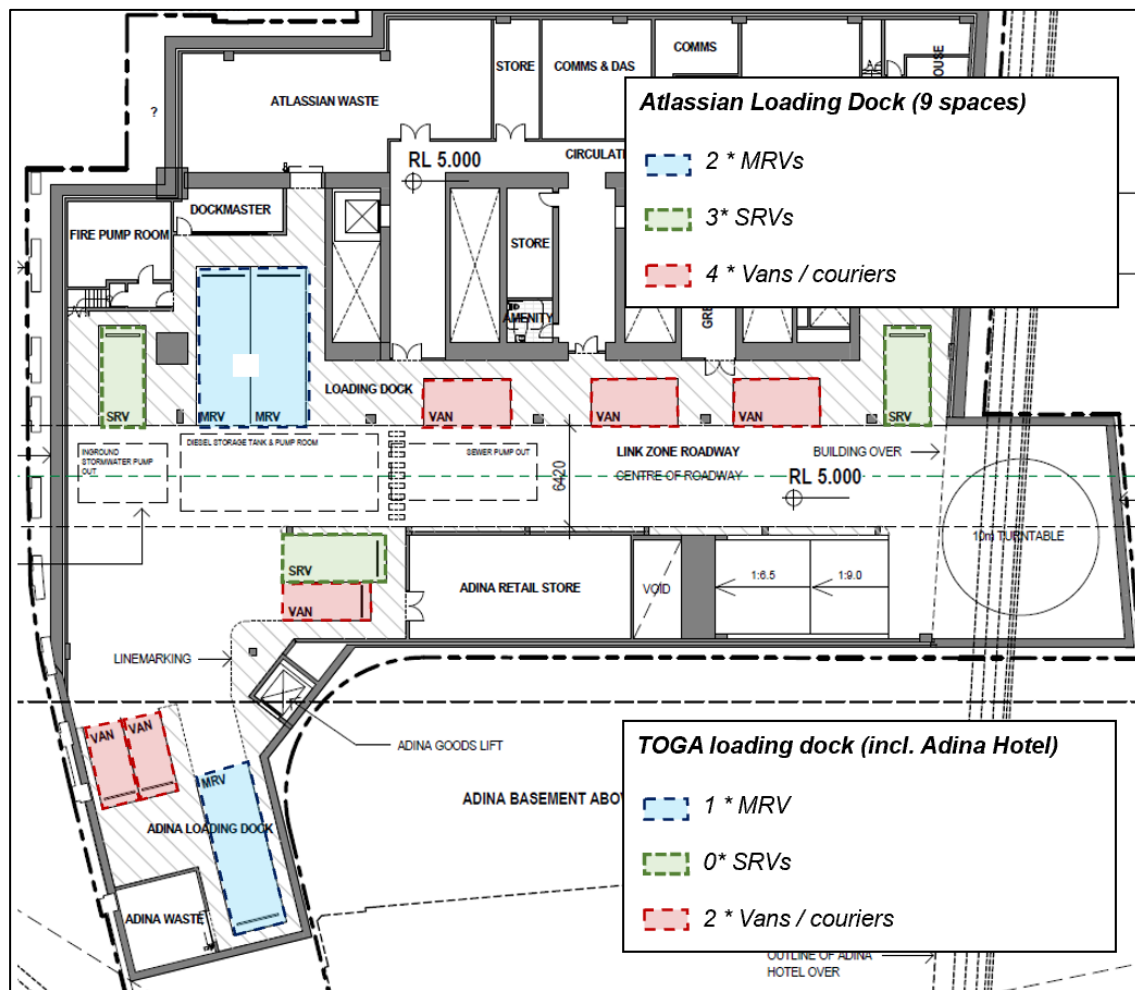 COMMS
STORE
COMMS & DAS
HOUSE
ATLASSIAN WASTE
?
Atlassian Loading Dock (9 spaces)
2 * MRVs
3* SRVs
4 * Vans / couriers
RL 5.000
CIRCULATI
DOCKMASTER
FIRE PUMP ROOM
STORE
AMENITY
GRE
LOADING DOCK
SRV
MRV
MRV
VAN
VAN
VAN
SRV
DIESEL STORAGE TANK & PUMP ROOM
INGROUND
STORMWATER PUMP
OUT
SEWER PUMP OUT
6420
LINK ZONE ROADWAY
CENTRE OF ROADWAY
BUILDING OVER
RL 5.000
10m TURNTABLE
SRV
VAN
ADINA RETAIL STORE
VOID
1:6.5
1:9.0
LINEMARKING
ADINA GOODS LIFT
VAN
VAN
MRV
ADINA LOADING DOCK
ADINA WASTE
ADINA BASEMENT ABOV
TOGA loading dock (incl. Adina Hotel)
1 * MRV
0* SRVs
2 * Vans / couriers
OUTLINE OF ADINA
HOTEL OVER